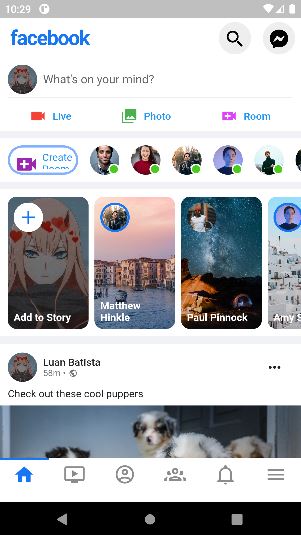 10:29
facebook
What's on your mind?
Live
Photo
Room
Create
Room
Add to Story
Matthew
Hinkle
Paul Pinnock
Amy S
Luan Batista
58m •
Check out these cool puppers